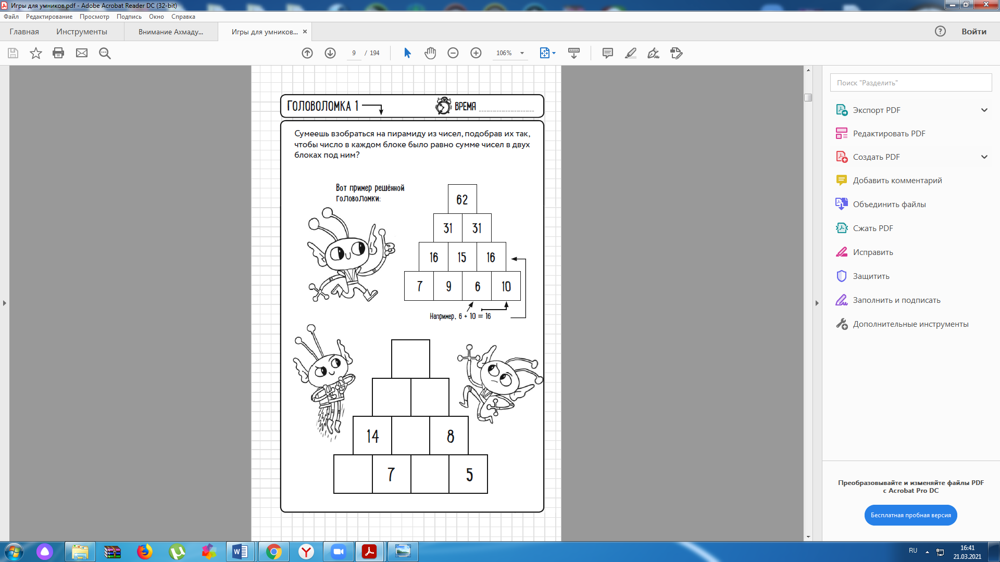 Игры для умников.pdf - Adobe Acrobat Reader DC (32-bit)
Файл Редактирование Просмотр Подпись Окно Справка
Главная Инструменты Внимание Ахмаду... Игры для умников... × Войти
9 / 194 106%
ГОЛОВОЛОМКА 1 ВРЕМЯ
Сумеешь взобраться на пирамиду из чисел, подобрав их так,
чтобы число в каждом блоке было равно сумме чисел в двух
блоках под ним?
Вот пример решённой
головоломки:
62
31 31
16 15 16
7 9 6 10
Например, 6 + 10 = 16
14 8
7 5
Поиск "Разделить"
Экспорт PDF
Редактировать PDF
Создать PDF
Добавить комментарий
Объединить файлы
Сжать PDF
Исправить
Защитить
Заполнить и подписать
Дополнительные инструменты
Преобразовывайте и изменяйте файлы PDF
с Acrobat Pro DC
Бесплатная пробная версия
RU 16:41
21.03.2021